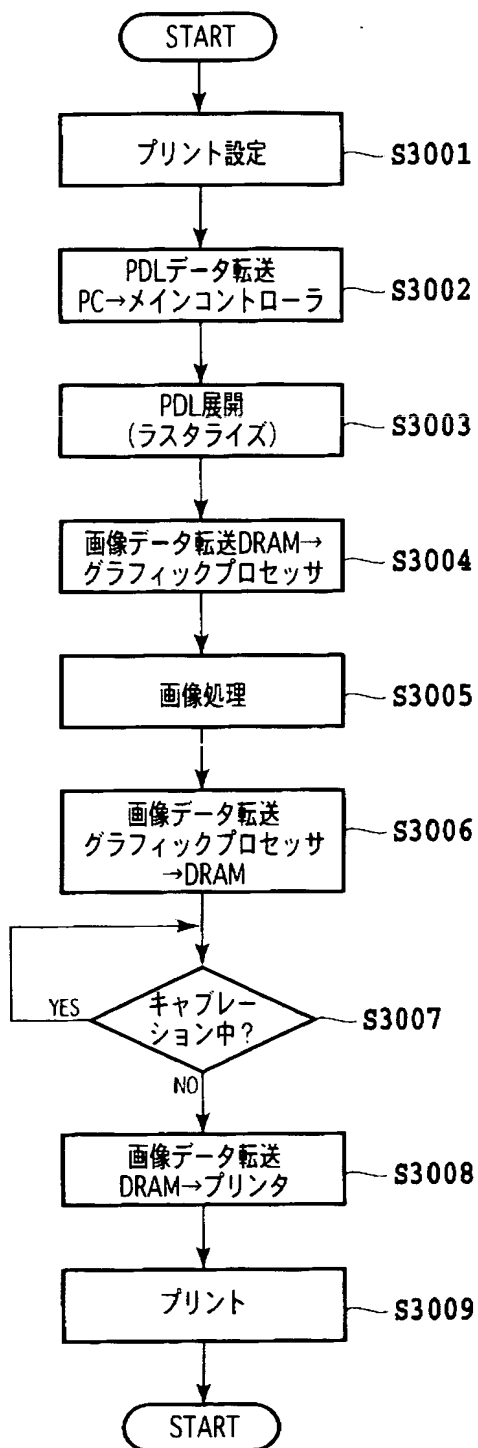 START
プリント設定
S3001
PDLデータ転送
PC→メインコントローラ
S3002
PDL展開
(ラスタライズ)
S3003
画像データ転送DRAM→
グラフィックプロセッサ
S3004
画像処理
S3005
画像データ転送
グラフィックプロセッサ
→DRAM
S3006
キャブレー
ション中?
S3007
YES
NO
画像データ転送
DRAM→プリンタ
S3008
プリント
S3009
START